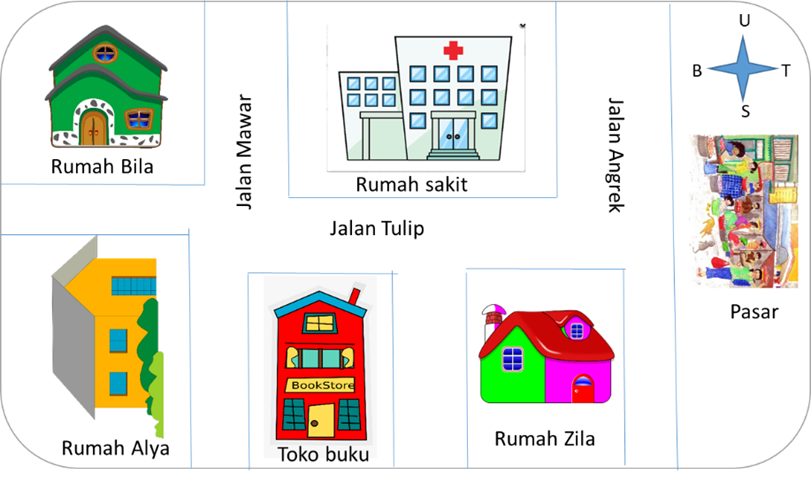 U
B
T
S
Jalan Mawar
Jalan Angrek
Rumah Bila
Rumah sakit
Jalan Tulip
Pasar
BookStore
Rumah Alya
Toko buku
Rumah Zila